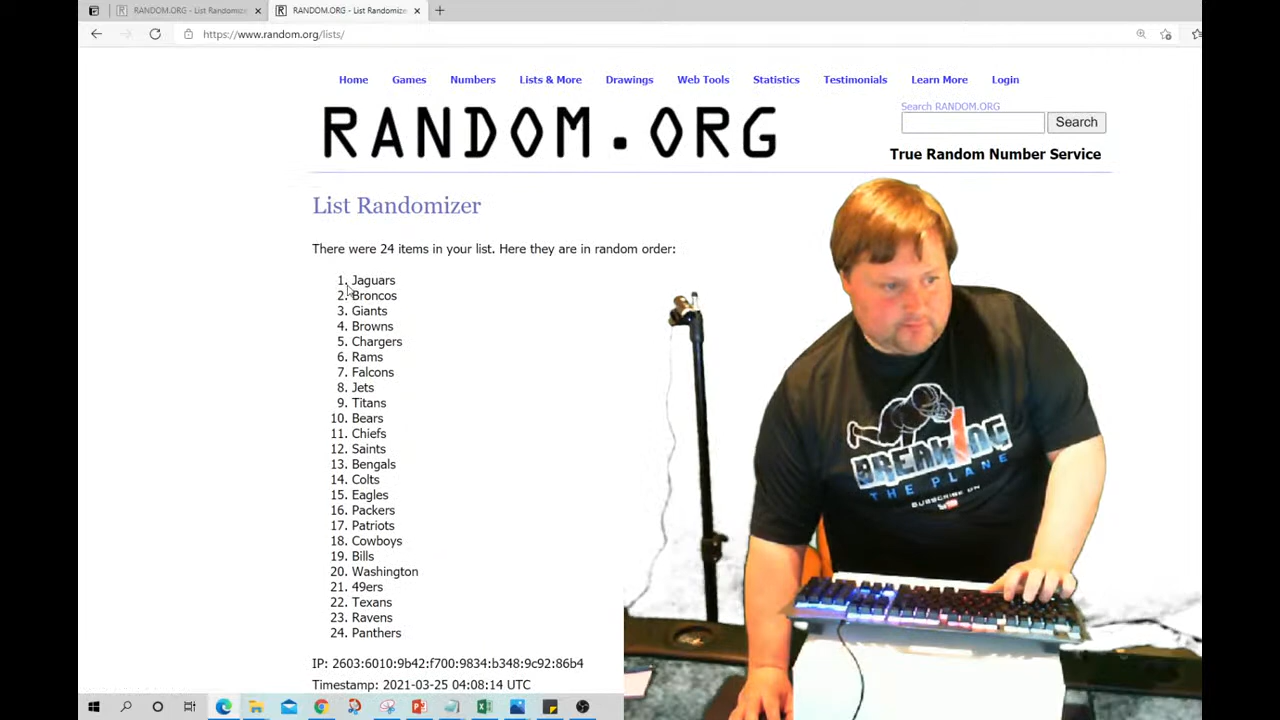 RANDOM.ORG - List Randomize
RANDOM.ORG - List Randomize
https://www.random.org/lists/
Home Games Numbers Lists & More Drawings Web Tools Statistics Testimonials Learn More Login
Search RANDOM.ORG
Search
RANDOM.ORG
True Random Number Service
List Randomizer
There were 24 items in your list. Here they are in random order:
1. Jaguars
2. Broncos
3. Giants
4. Browns
5. Chargers
6. Rams
7. Falcons
8. Jets
9. Titans
10. Bears
11. Chiefs
12. Saints
13. Bengals
14. Colts
15. Eagles
16. Packers
17. Patriots
18. Cowboys
19. Bills
20. Washington
21. 49ers
22. Texans
23. Ravens
24. Panthers
IP: 2603:6010:9b42:f700:9834:b348:9c92:86b4
Timestamp: 2021-03-25 04:08:14 UTC
BREAKING
THE PLANE
SUBSCRIBE ON